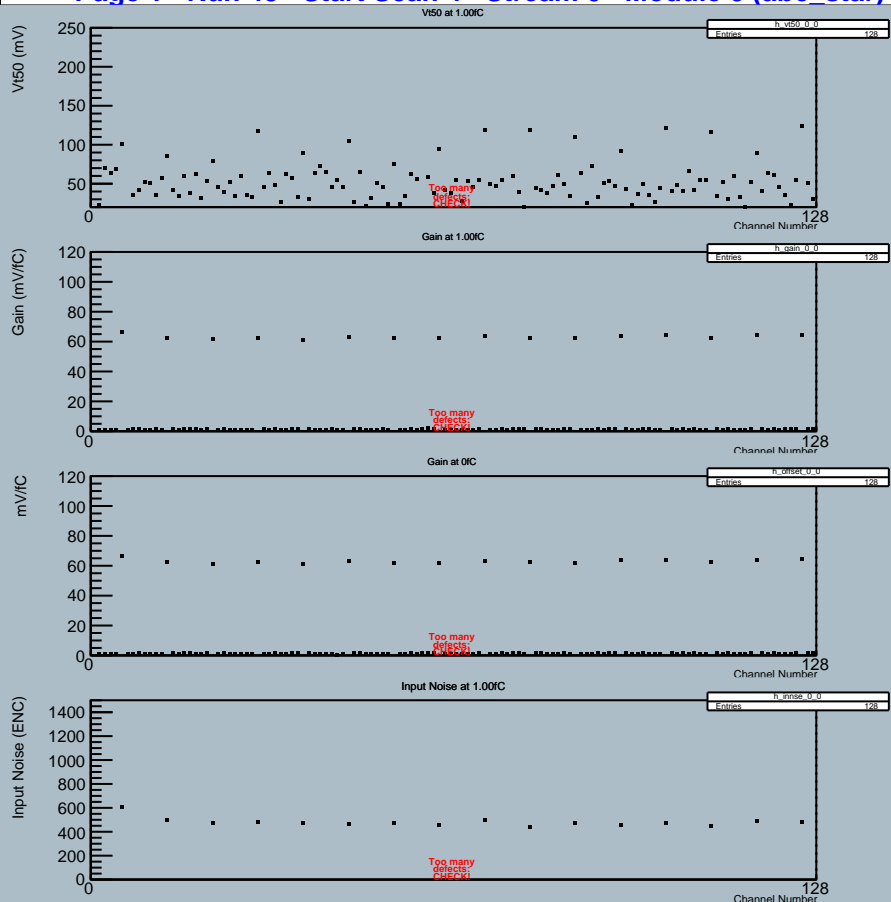 Vt50 at 1.00fC
h_vt50_0_0
Entries 128
Vt50 (mV)
250
200
150
100
50
Too many
defects:
CHECK!
0
128
Channel Number
Gain at 1.00fC
h_gain_0_0
Entries 128
Gain (mV/fC)
120
100
80
60
40
20
0
Too many
defects:
CHECK!
0
128
Channel Number
Gain at 0fC
h_offset_0_0
Entries 128
mV/fC
120
100
80
60
40
20
0
Too many
defects:
CHECK!
0
128
Channel Number
Input Noise at 1.00fC
h_innse_0_0
Entries 128
Input Noise (ENC)
1400
1200
1000
800
600
400
200
0
Too many
defects:
CHECK!
0
128
Channel Number